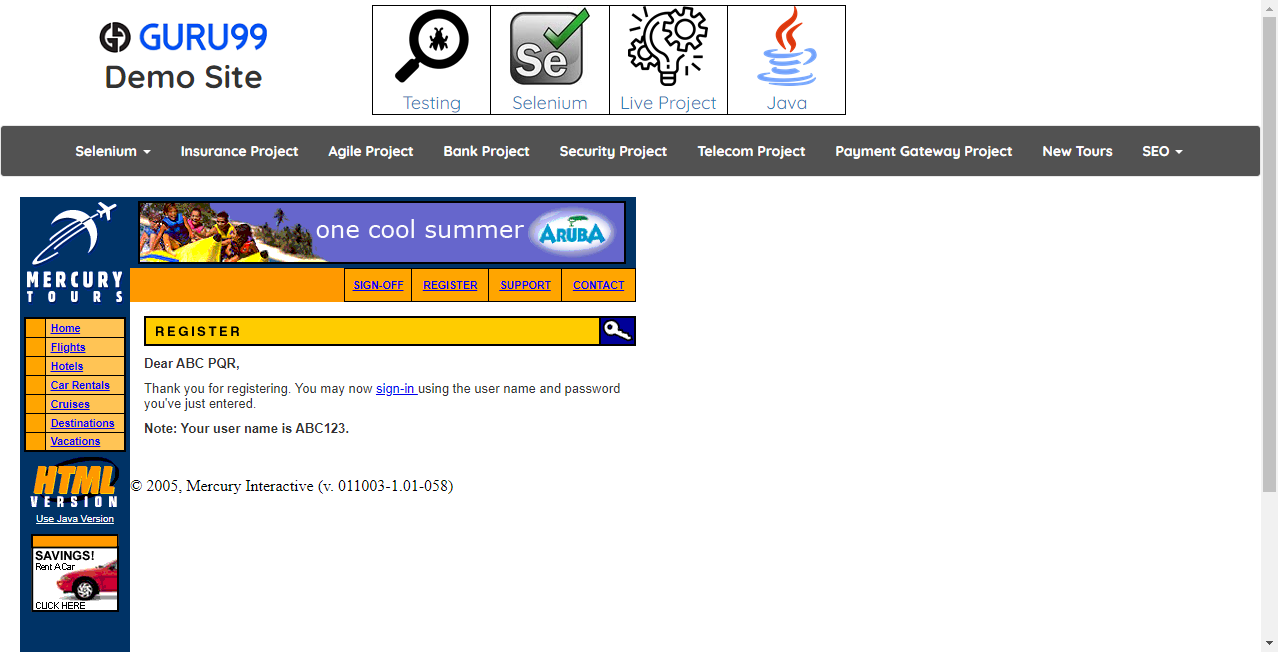 GURU99
Demo Site
Testing
Se
Selenium
Live Project
Java
Selenium Insurance Project Agile Project Bank Project Security Project Telecom Project Payment Gateway Project New Tours SEO
MERCURY
TOURS
one cool summer ARUBA
SIGN-OFF REGISTER SUPPORT CONTACT
Home
Flights
Hotels
Car Rentals
Cruises
Destinations
Vacations
HTML
VERSION
Use Java Version
SAVINGS!
Rent A Car
CLICK HERE
REGISTER
Dear ABC PQR,
Thank you for registering. You may now sign-in using the user name and password
you've just entered.
Note: Your user name is ABC123.
© 2005, Mercury Interactive (v. 011003-1.01-058)